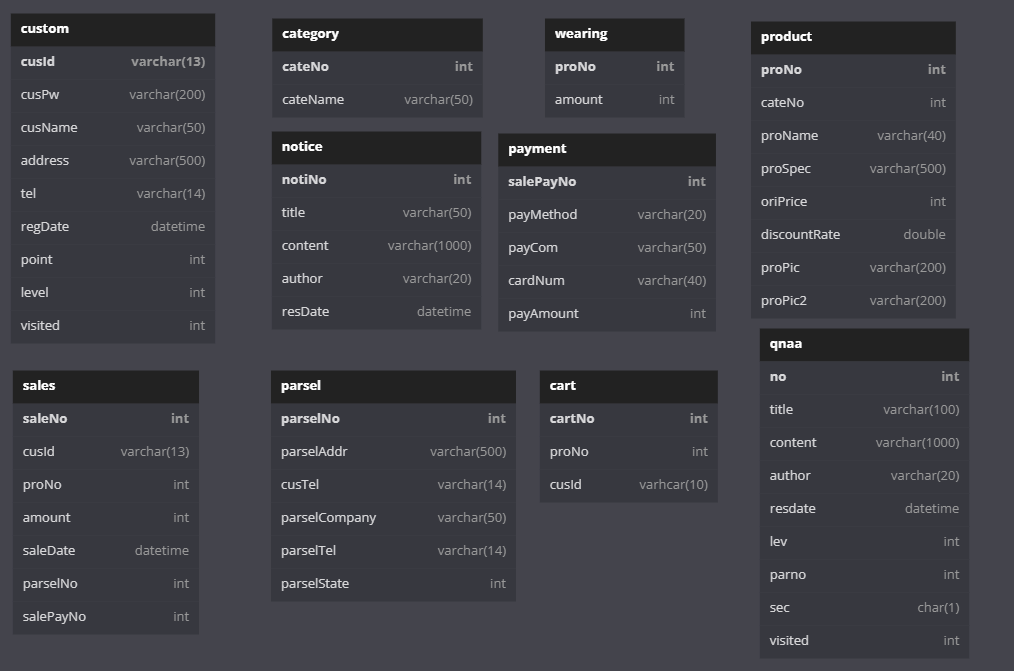 custom
cusId varchar(13)
cusPw varchar(200)
cusName varchar(50)
address varchar(500)
tel varchar(14)
regDate datetime
point int
level int
visited int
category
cateNo int
cateName varchar(50)
wearing
proNo int
amount int
product
proNo int
cateNo int
proName varchar(40)
proSpec varchar(500)
oriPrice int
discountRate double
proPic varchar(200)
proPic2 varchar(200)
notice
notiNo int
title varchar(50)
content varchar(1000)
author varchar(20)
resDate datetime
payment
salePayNo int
payMethod varchar(20)
payCom varchar(50)
cardNum varchar(40)
payAmount int
sales
saleNo int
cusId varchar(13)
proNo int
amount int
saleDate datetime
parselNo int
salePayNo int
parsel
parselNo int
parselAddr varchar(500)
cusTel varchar(14)
parselCompany varchar(50)
parselTel varchar(14)
parselState int
cart
cartNo int
proNo int
cusId varhcar(10)
qnaa
no int
title varchar(100)
content varchar(1000)
author varchar(20)
resdate datetime
lev int
parno int
sec char(1)
visited int